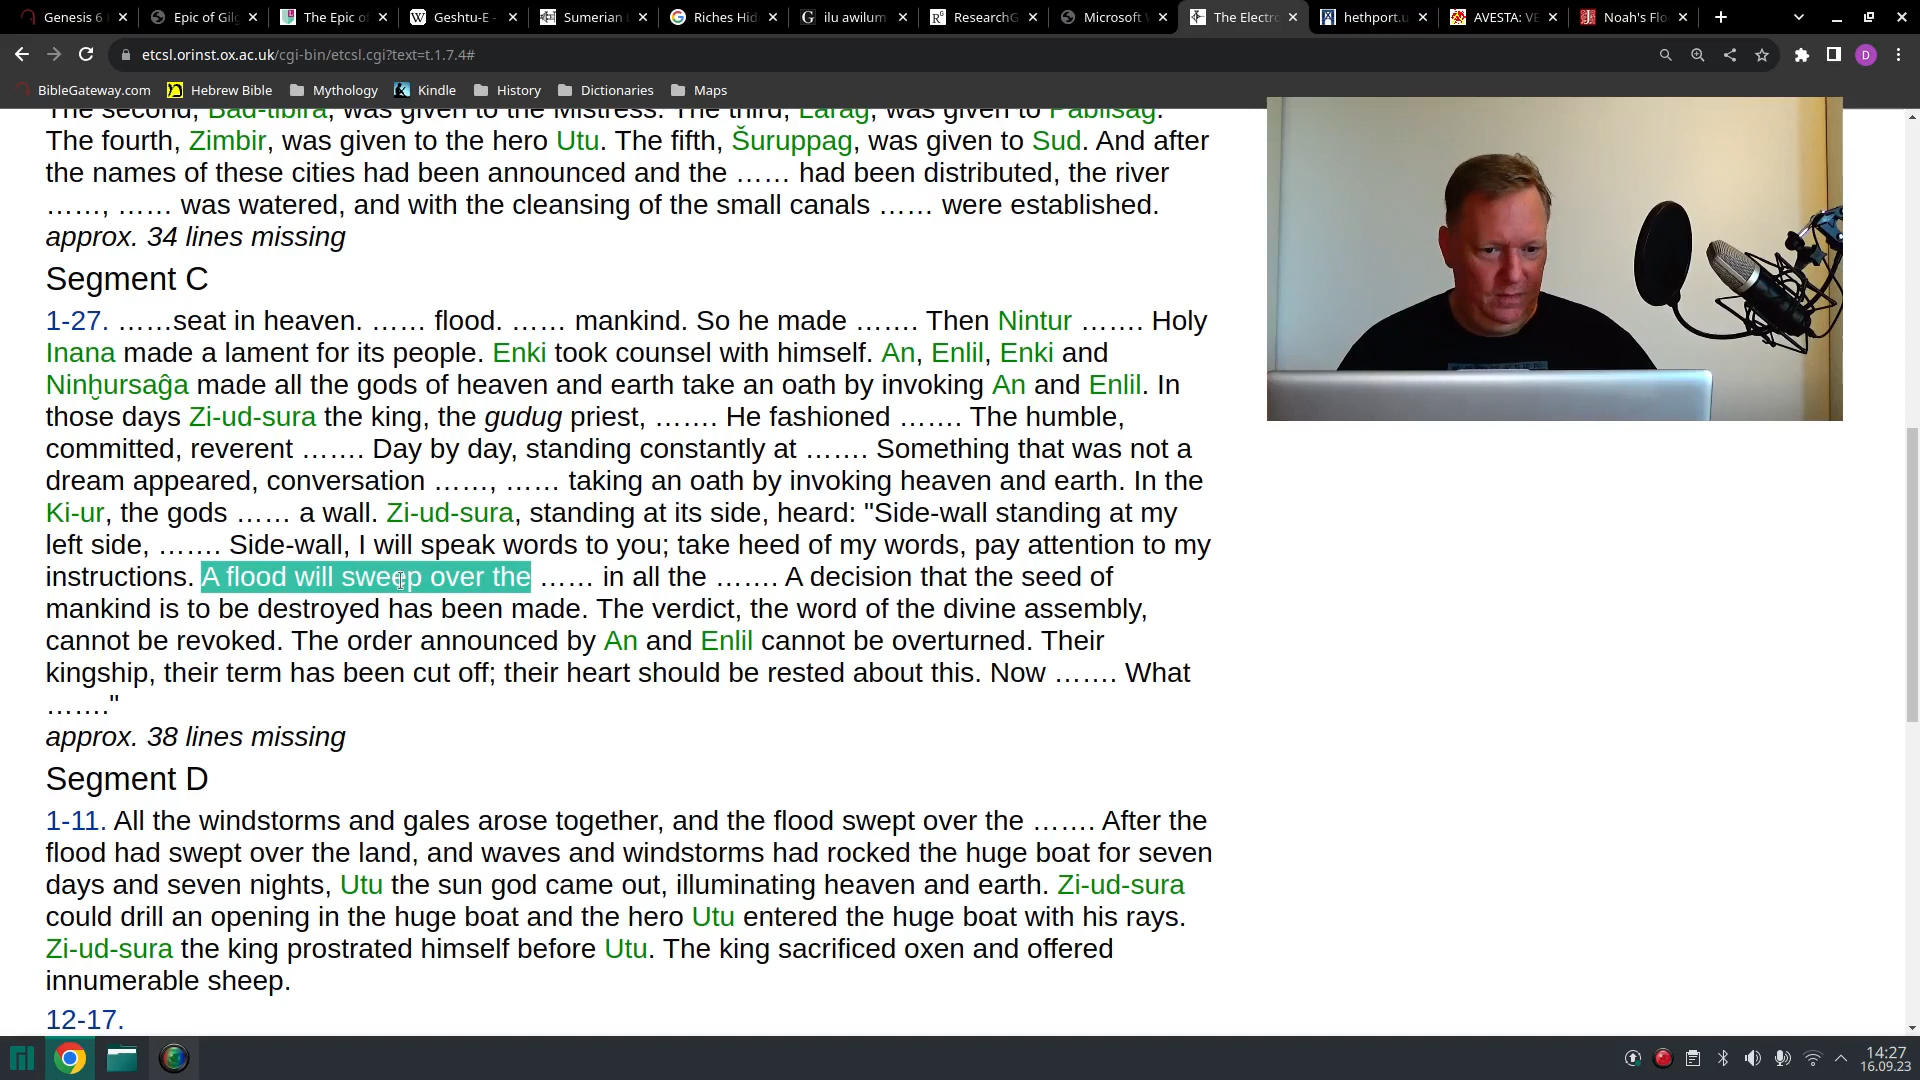 Genesis 6
Epic of Gil
The Epic of
Geshtu-E -
Sumerian
Riches Hid
ilu awilum
ResearchG
Microsoft
The Electro
hethport.u
AVESTA: VE
Noah's Flo
etcsl.orinst.ox.ac.uk/cgi-bin/etcsl.cgi?text=t.1.7.4#
D
BibleGateway.com
Hebrew Bible
Mythology
Kindle
History
Dictionaries
Maps
The second, Bad-tibira, was given to the Mistress. The third, Larag, was given to Pabilsag.
The fourth, Zimbir, was given to the hero Utu. The fifth, Šuruppag, was given to Sud. And after
the names of these cities had been announced and the …… had been distributed, the river
……, …… was watered, and with the cleansing of the small canals …… were established.
approx. 34 lines missing
Segment C
1-27. ……seat in heaven. …… flood. …… mankind. So he made ……. Then Nintur ……. Holy
Inana made a lament for its people. Enki took counsel with himself. An, Enlil, Enki and
Ninḫursaĝa made all the gods of heaven and earth take an oath by invoking An and Enlil. In
those days Zi-ud-sura the king, the gudug priest, ……. He fashioned ……. The humble,
committed, reverent ……. Day by day, standing constantly at ……. Something that was not a
dream appeared, conversation ……, …… taking an oath by invoking heaven and earth. In the
Ki-ur, the gods …… a wall. Zi-ud-sura, standing at its side, heard: "Side-wall standing at my
left side, ……. Side-wall, I will speak words to you; take heed of my words, pay attention to my
instructions. A flood will sweep over the …… in all the ……. A decision that the seed of
mankind is to be destroyed has been made. The verdict, the word of the divine assembly,
cannot be revoked. The order announced by An and Enlil cannot be overturned. Their
kingship, their term has been cut off; their heart should be rested about this. Now ……. What
……."
approx. 38 lines missing
Segment D
1-11. All the windstorms and gales arose together, and the flood swept over the ……. After the
flood had swept over the land, and waves and windstorms had rocked the huge boat for seven
days and seven nights, Utu the sun god came out, illuminating heaven and earth. Zi-ud-sura
could drill an opening in the huge boat and the hero Utu entered the huge boat with his rays.
Zi-ud-sura the king prostrated himself before Utu. The king sacrificed oxen and offered
innumerable sheep.
12-17.
14:27
16.09.23